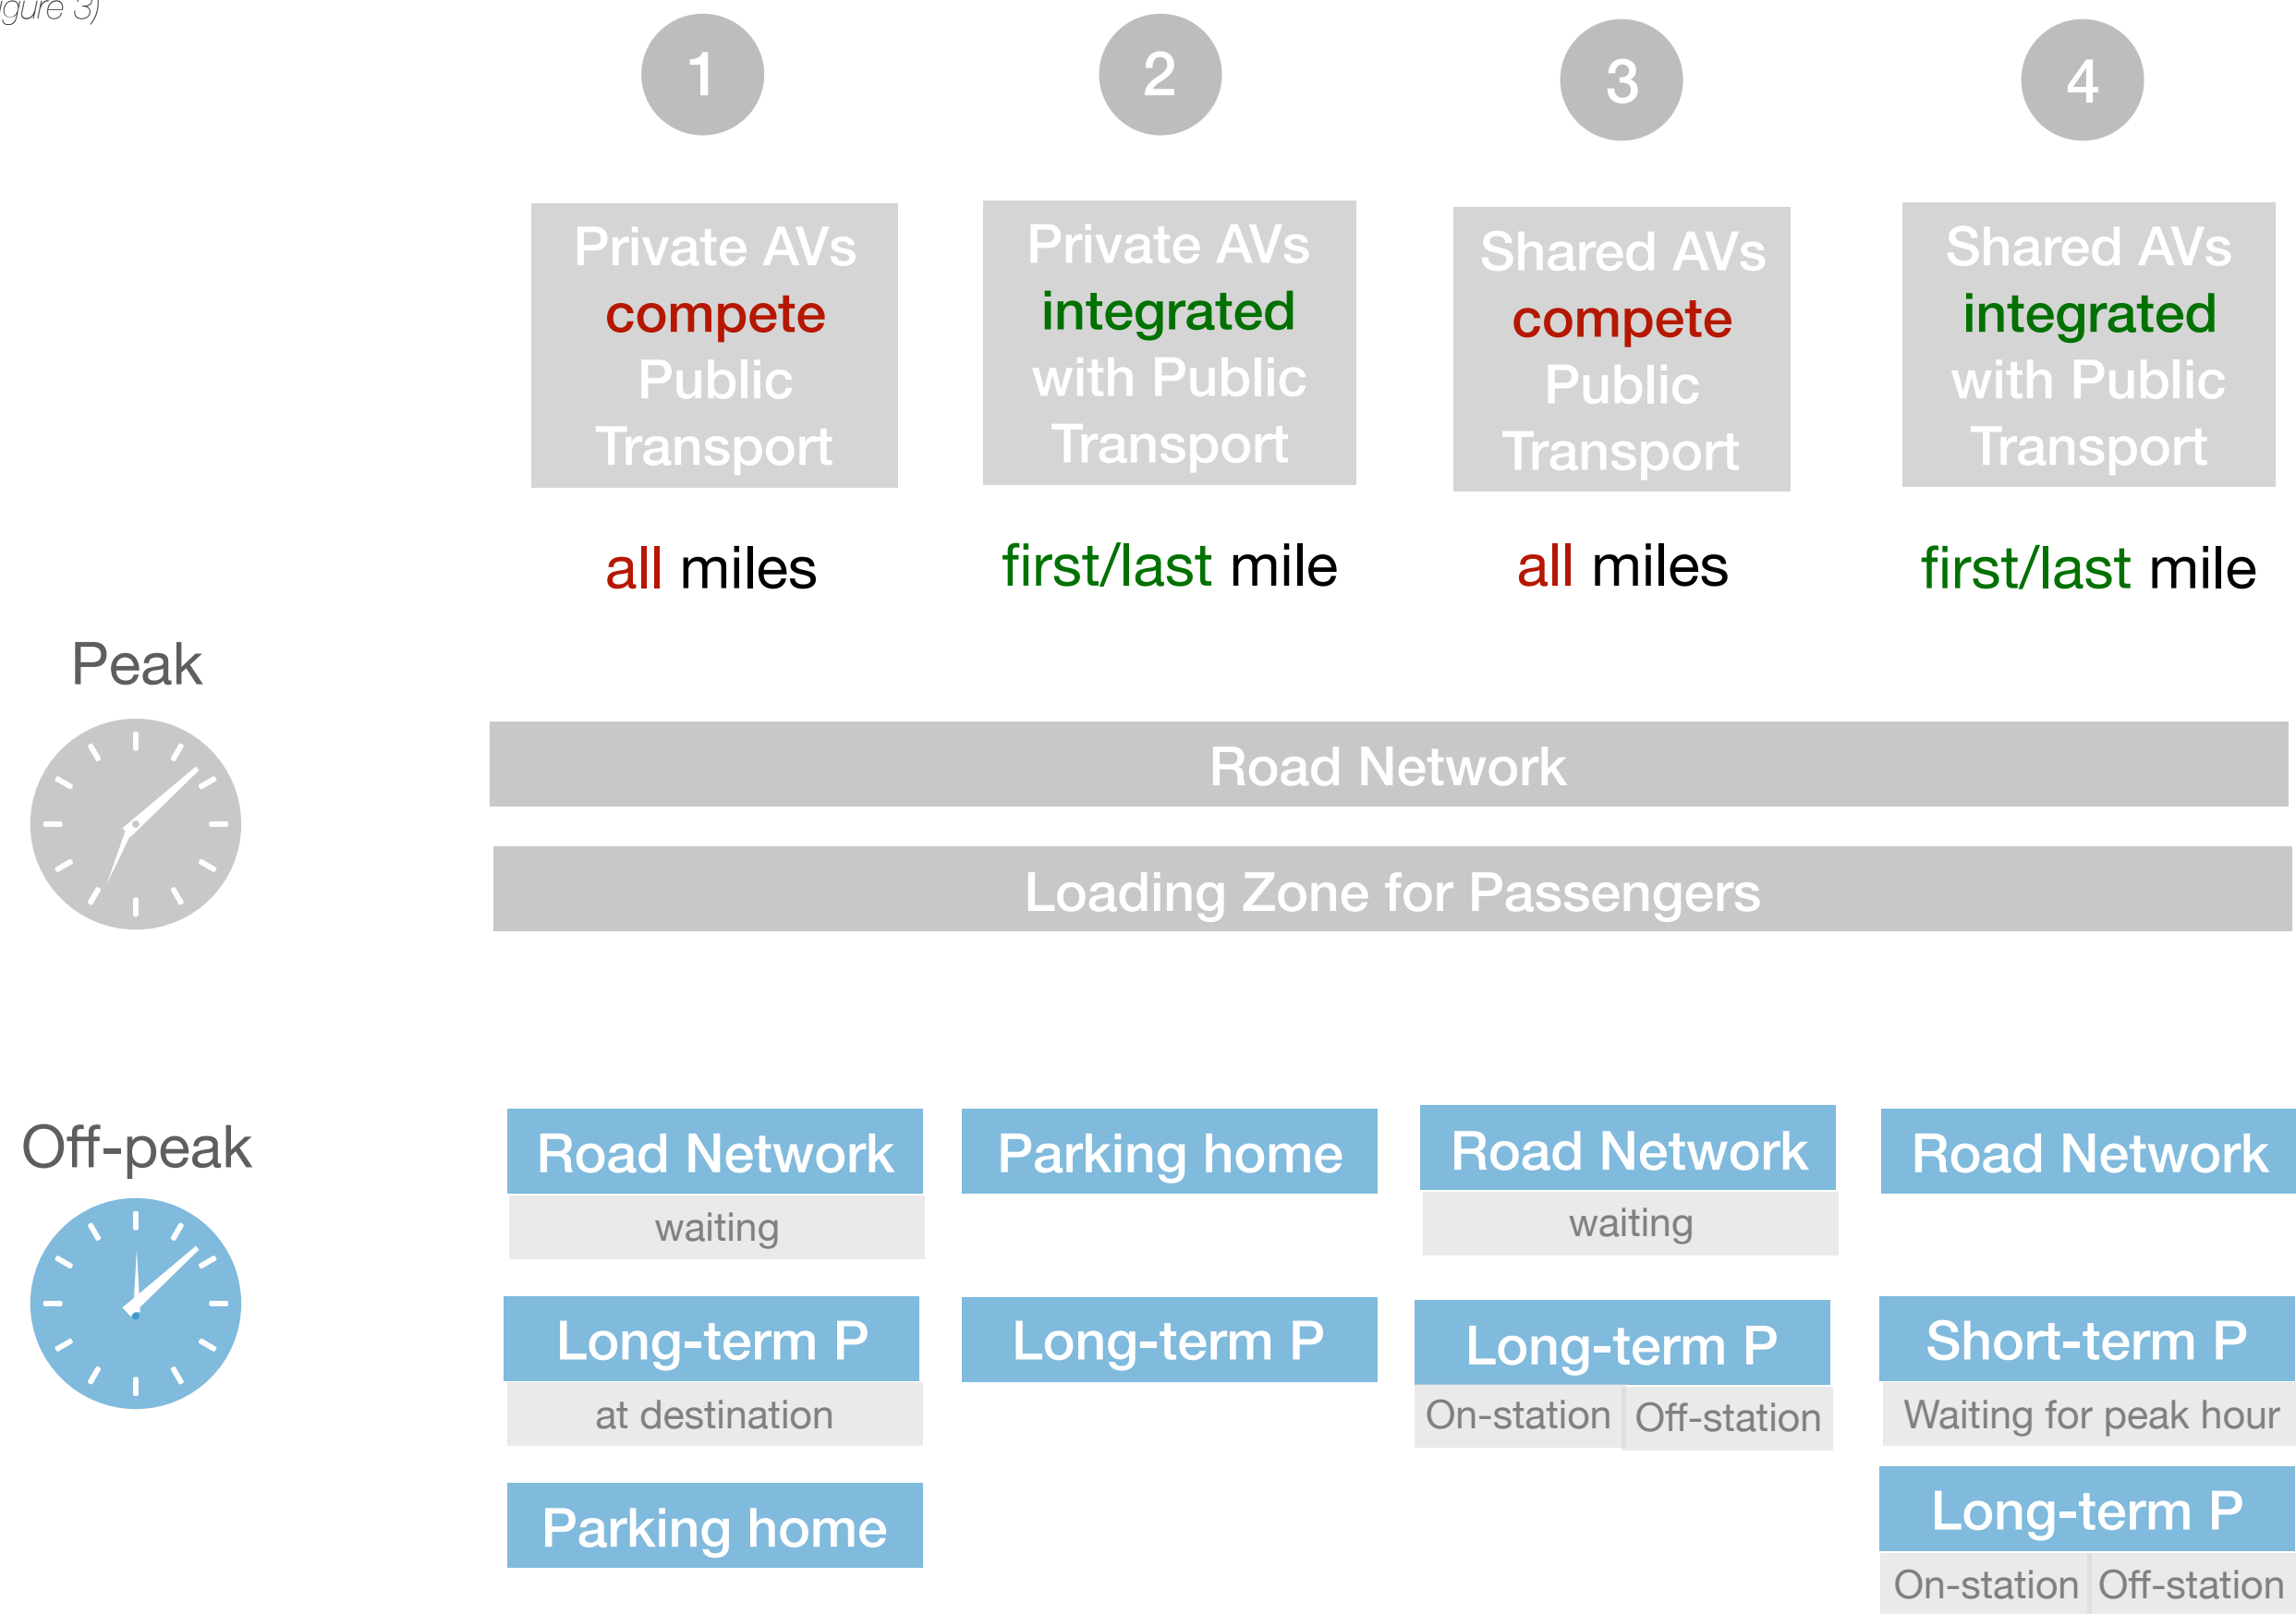 igure 3)
1
2
3
4
Private AVs
compete
Public
Transport
Private AVs
integrated
with Public
Transport
Shared AVs
compete
Public
Transport
Shared AVs
integrated
with Public
Transport
all miles
first/last mile
all miles
first/last mile
Peak
Road Network
Loading Zone for Passengers
Off-peak
Road Network
waiting
Long-term P
at destination
Parking home
Parking home
Long-term P
Road Network
waiting
Long-term P
On-station
Off-station
Road Network
Short-term P
Waiting for peak hour
Long-term P
On-station
Off-station